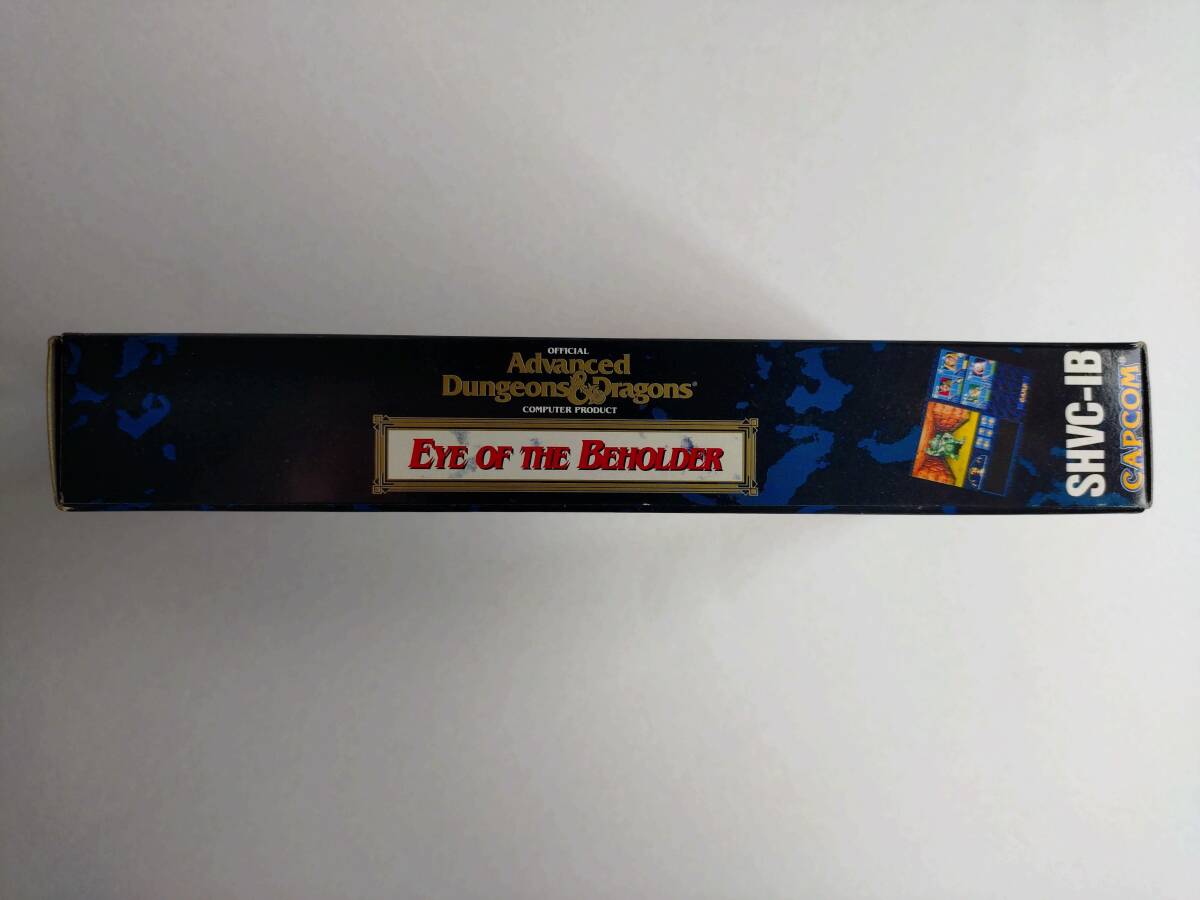 OFFICIAL
Advanced
Dungeons & Dragons®
COMPUTER PRODUCT
EYE OF THE BEHOLDER
SHVC-IB
CAPCOM®